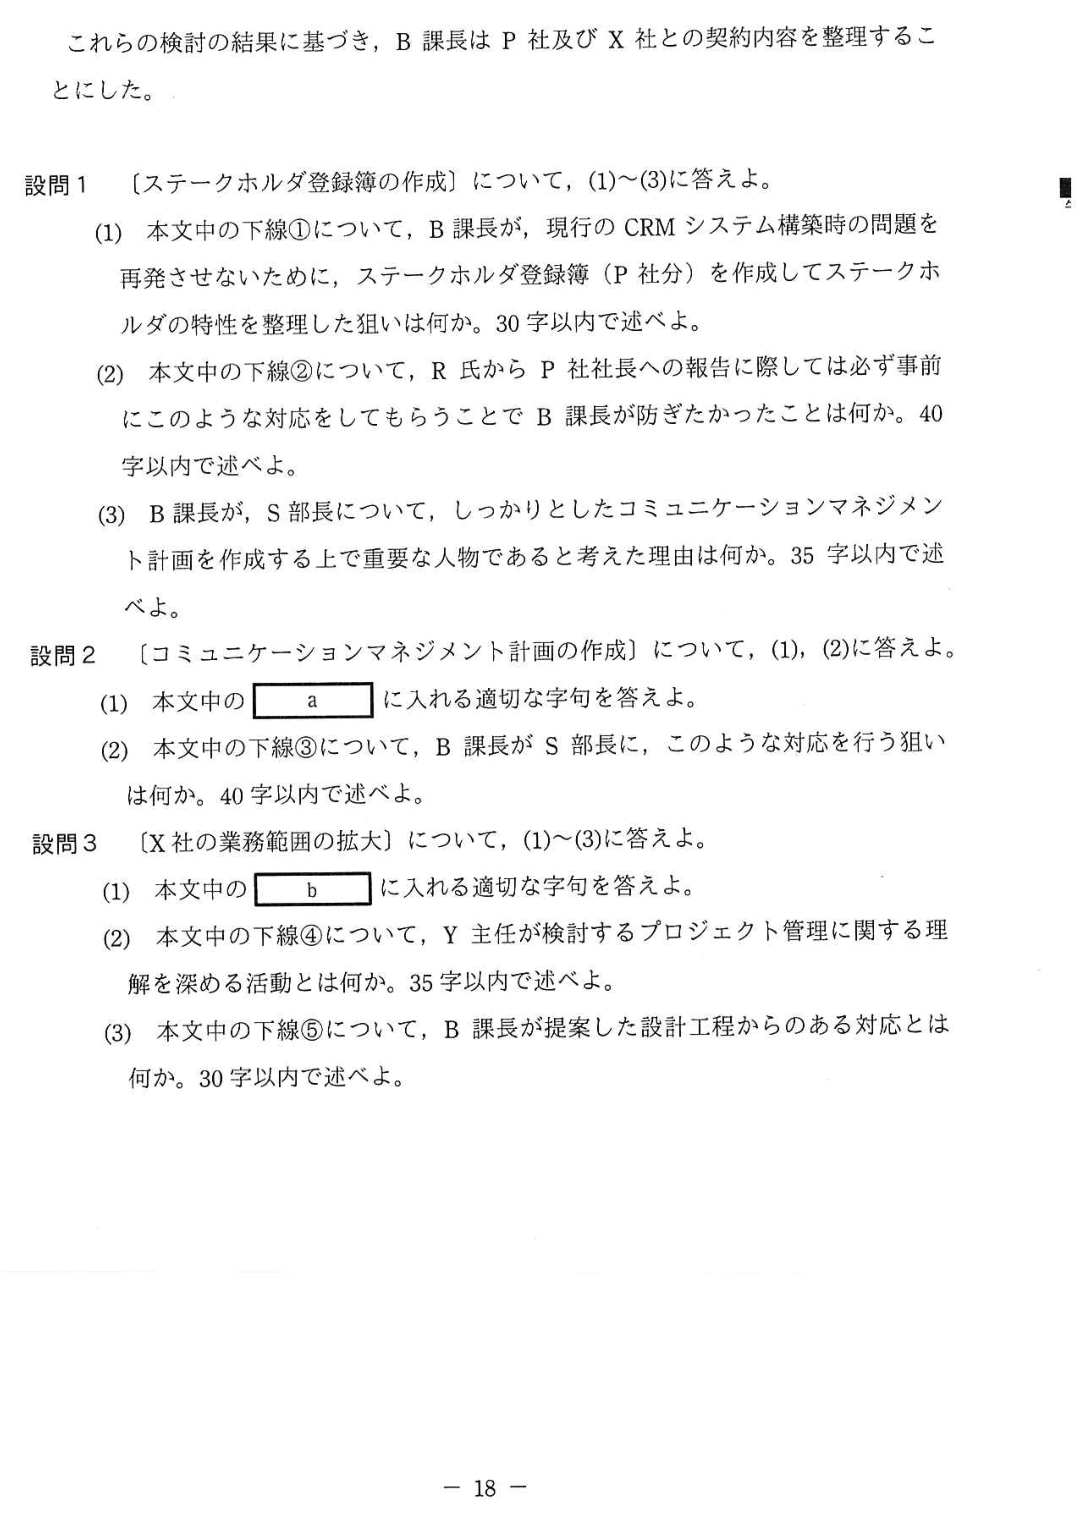 これらの検討の結果に基づき，B 課長は P 社及び X 社との契約内容を整理するこ
とにした。
設問1 〔ステークホルダ登録簿の作成〕について，(1)～(3)に答えよ。
(1) 本文中の下線①について，B 課長が，現行の CRM システム構築時の問題を
再発させないために，ステークホルダ登録簿（P 社分）を作成してステークホ
ルダの特性を整理した狙いは何か。30 字以内で述べよ。
(2) 本文中の下線②について，R 氏から P 社社長への報告に際しては必ず事前
にこのような対応をしてもらうことで B 課長が防ぎたかったことは何か。40
字以内で述べよ。
(3) B 課長が，S 部長について，しっかりとしたコミュニケーションマネジメン
ト計画を作成する上で重要な人物であると考えた理由は何か。35 字以内で述
べよ。
設問2 〔コミュニケーションマネジメント計画の作成〕について，(1)，(2)に答えよ。
(1) 本文中の a に入れる適切な字句を答えよ。
(2) 本文中の下線③について，B 課長が S 部長に，このような対応を行う狙い
は何か。40 字以内で述べよ。
設問3 〔X 社の業務範囲の拡大〕について，(1)～(3)に答えよ。
(1) 本文中の b に入れる適切な字句を答えよ。
(2) 本文中の下線④について，Y 主任が検討するプロジェクト管理に関する理
解を深める活動とは何か。35 字以内で述べよ。
(3) 本文中の下線⑤について，B 課長が提案した設計工程からのある対応とは
何か。30 字以内で述べよ。
－ 18 －